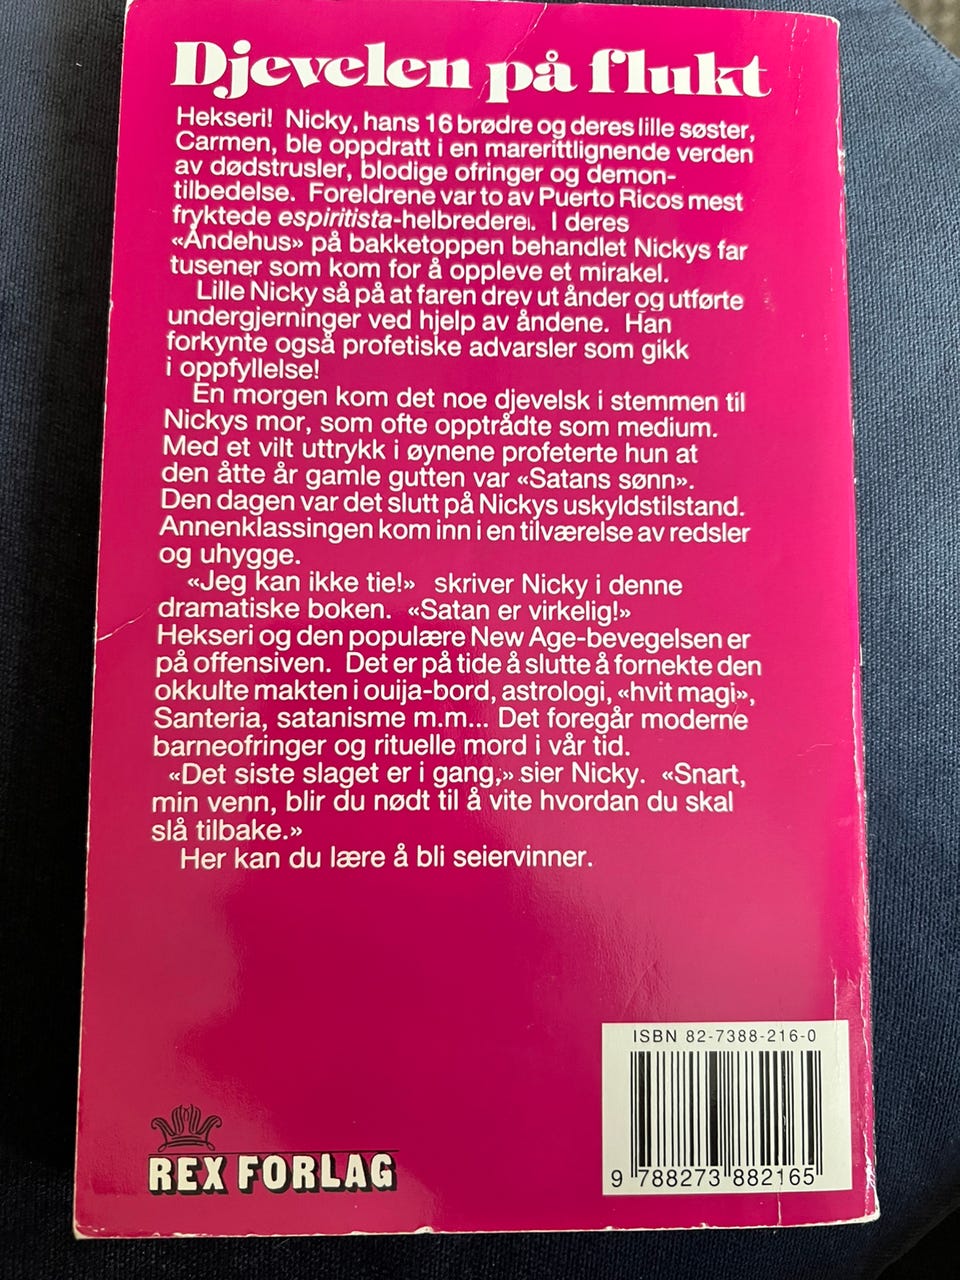 Djevelen på flukt
Hekseri! Nicky, hans 16 brødre og deres lille søster,
Carmen, ble oppdratt i en marerittlignende verden
av dødstrusler, blodige ofringer og demon-
tilbedelse. Foreldrene var to av Puerto Ricos mest
fryktede espiritista-helbredere. I deres
«Åndehus» på bakketoppen behandlet Nickys far
tusener som kom for å oppleve et mirakel.
Lille Nicky så på at faren drev ut ånder og utførte
undergjerninger ved hjelp av åndene. Han
forkynte også profetiske advarsler som gikk
i oppfyllelse!
En morgen kom det noe djevelsk i stemmen til
Nickys mor, som ofte opptrådte som medium.
Med et vilt uttrykk i øynene profeterte hun at
den åtte år gamle gutten var «Satans sønn».
Den dagen var det slutt på Nickys uskyldstilstand.
Annenklassingen kom inn i en tilværelse av redsler
og uhygge.
«Jeg kan ikke tie!» skriver Nicky i denne
dramatiske boken. «Satan er virkelig!»
Hekseri og den populære New Age-bevegelsen er
på offensiven. Det er på tide å slutte å fornekte den
okkulte makten i ouija-bord, astrologi, «hvit magi»,
Santeria, satanisme m.m... Det foregår moderne
barneofringer og rituelle mord i vår tid.
«Det siste slaget er i gang,» sier Nicky. «Snart,
min venn, blir du nødt til å vite hvordan du skal
slå tilbake.»
Her kan du lære å bli seiervinner.
ISBN 82-7388-216-0
9 788273 882165
REX FORLAG